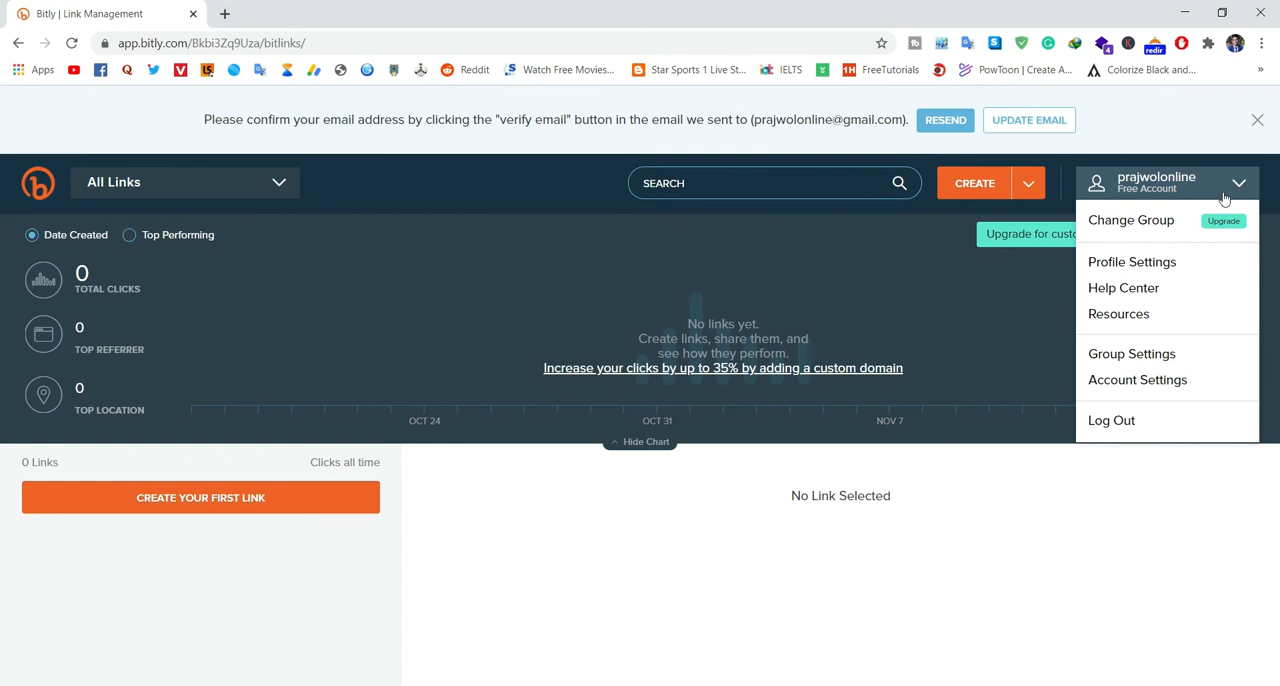 Bitly | Link Management
app.bitly.com/Bkbi3Zq9Uza/bitlinks/
Apps
Reddit
Watch Free Movies...
Star Sports 1 Live St...
IELTS
FreeTutorials
PowToon | Create A...
Colorize Black and...
Please confirm your email address by clicking the "verify email" button in the email we sent to (prajwolonline@gmail.com).
RESEND
UPDATE EMAIL
All Links
SEARCH
CREATE
prajwolonline
Free Account
Change Group
Upgrade
Profile Settings
Help Center
Resources
Group Settings
Account Settings
Log Out
Date Created
Top Performing
Upgrade for custo
0
TOTAL CLICKS
0
TOP REFERRER
0
TOP LOCATION
No links yet.
Create links, share them, and
see how they perform.
Increase your clicks by up to 35% by adding a custom domain
OCT 24
OCT 31
NOV 7
Hide Chart
0 Links
Clicks all time
CREATE YOUR FIRST LINK
No Link Selected